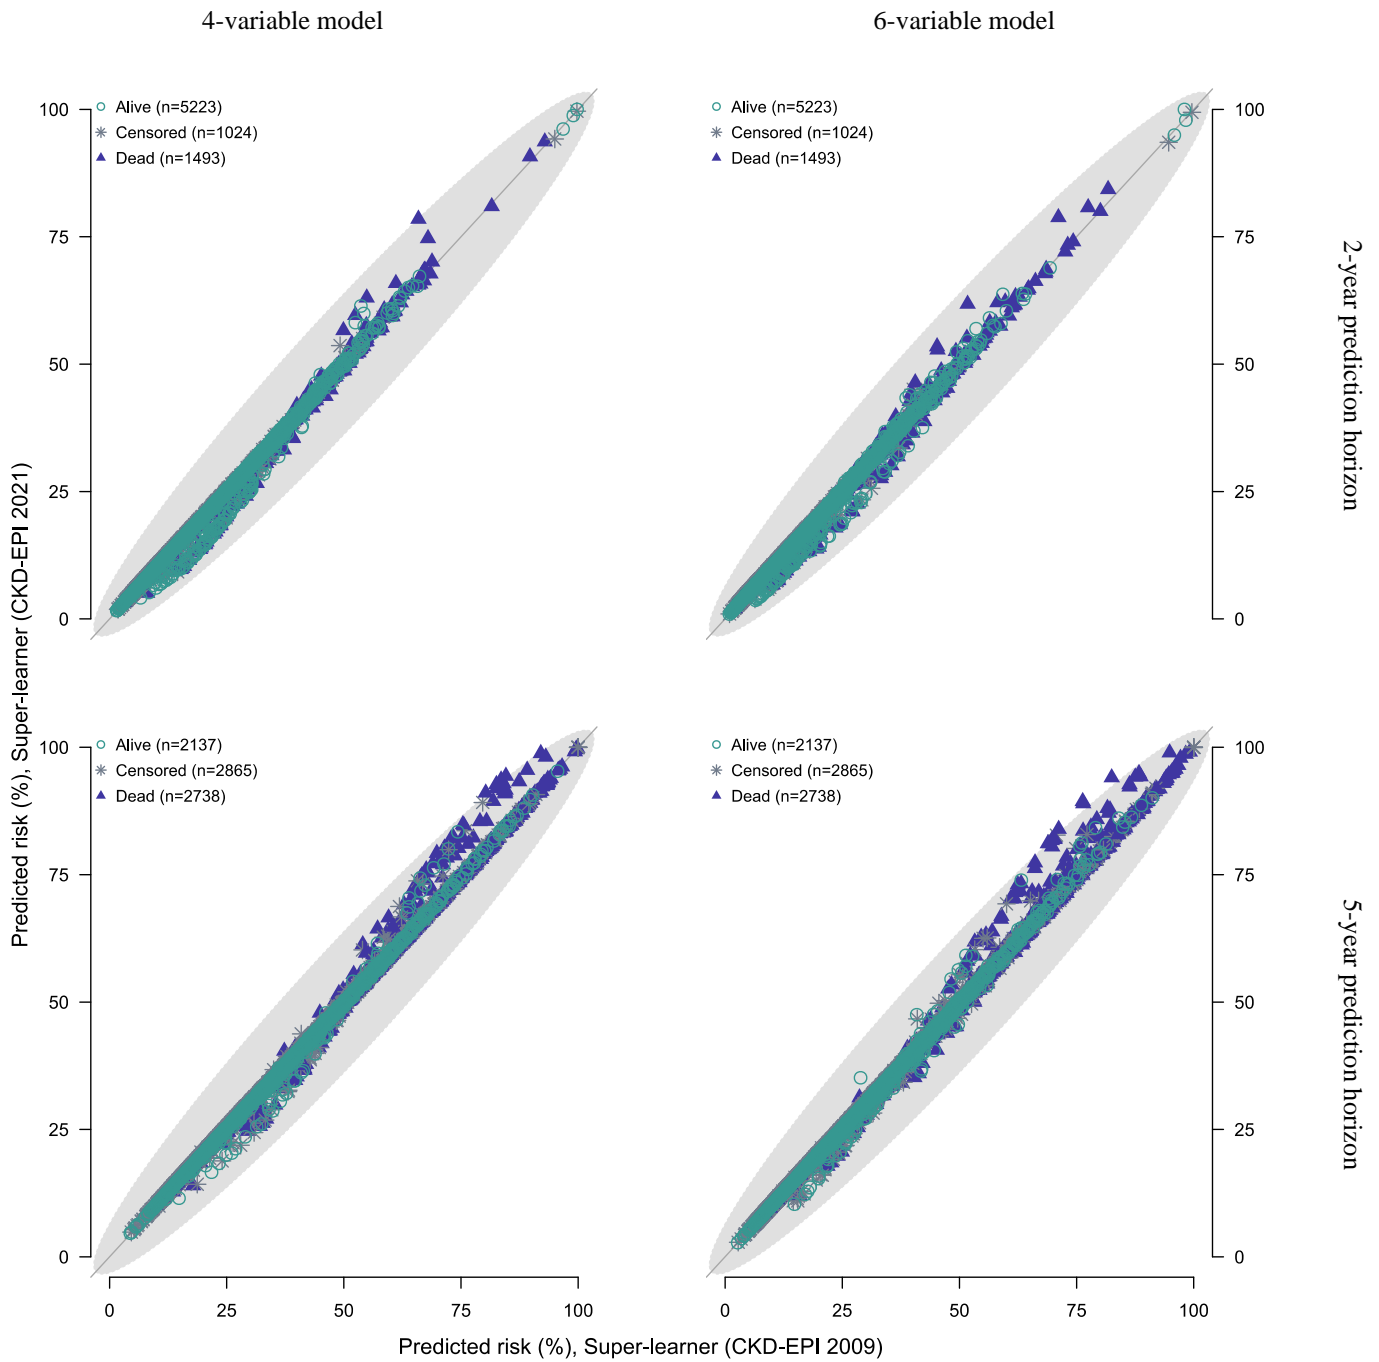 4-variable model
6-variable model
Alive (n=5223)
Censored (n=1024)
Dead (n=1493)
100
75
50
25
0
Alive (n=5223)
Censored (n=1024)
Dead (n=1493)
100
75
50
25
0
2-year prediction horizon
Predicted risk (%), Super-learner (CKD-EPI 2021)
Alive (n=2137)
Censored (n=2865)
Dead (n=2738)
100
75
50
25
0
0 25 50 75 100
Alive (n=2137)
Censored (n=2865)
Dead (n=2738)
100
75
50
25
0
0 25 50 75 100
5-year prediction horizon
Predicted risk (%), Super-learner (CKD-EPI 2009)